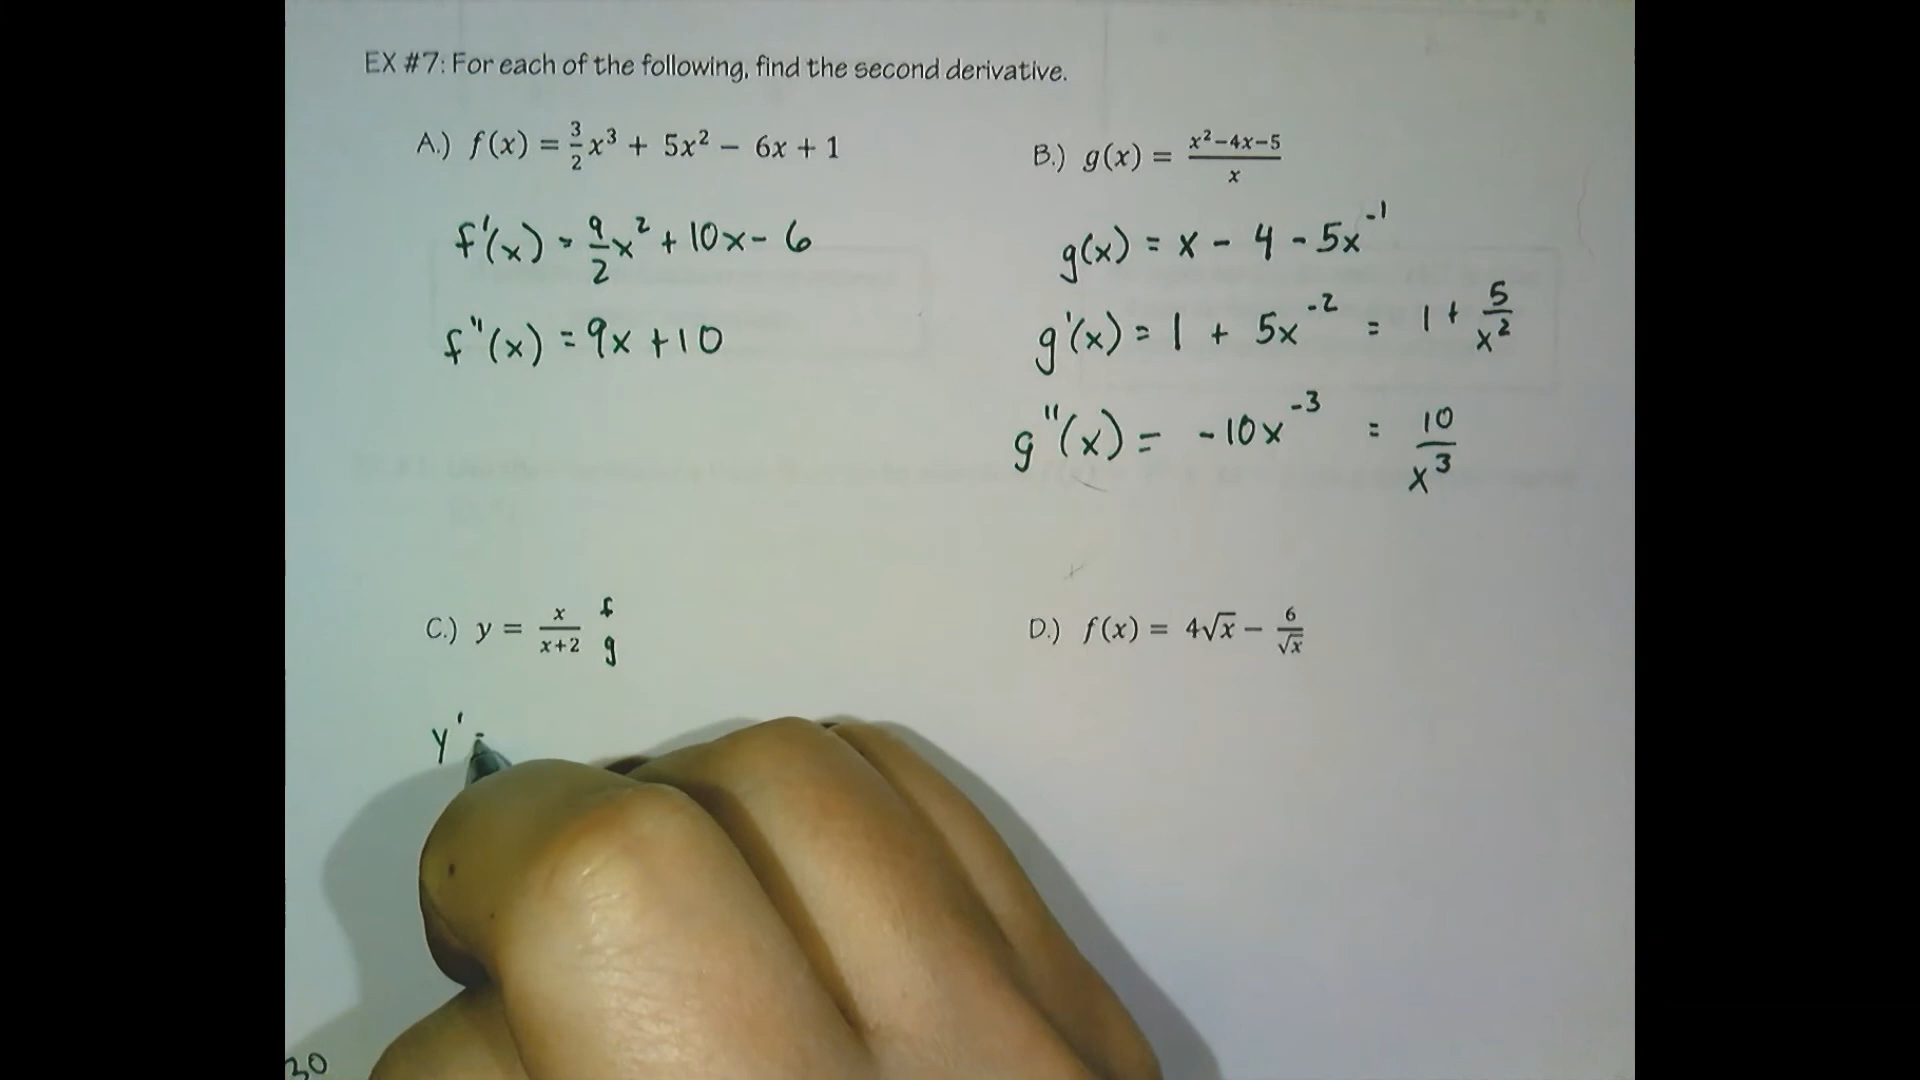 EX #7: For each of the following, find the second derivative.
A.) f(x) = 3/2 x³ + 5x² − 6x + 1
f'(x) = 9/2 x² + 10x - 6
f"(x) = 9x + 10
B.) g(x) = x²−4x−5 / x
g(x) = x - 4 - 5x⁻¹
g'(x) = 1 + 5x⁻² = 1 + 5/x²
g"(x) = -10x⁻³ = 10/x³
C.) y = x / x+2 f g
y' =
D.) f(x) = 4√x − 6/√x
30